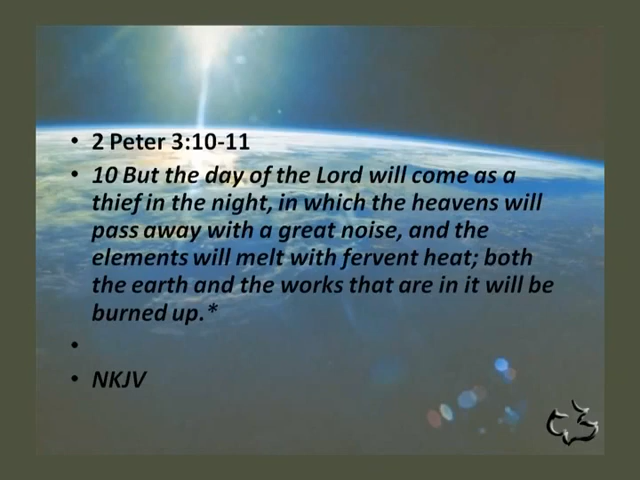 • 2 Peter 3:10-11
• 10 But the day of the Lord will come as a
thief in the night, in which the heavens will
pass away with a great noise, and the
elements will melt with fervent heat; both
the earth and the works that are in it will be
burned up.*
•
• NKJV